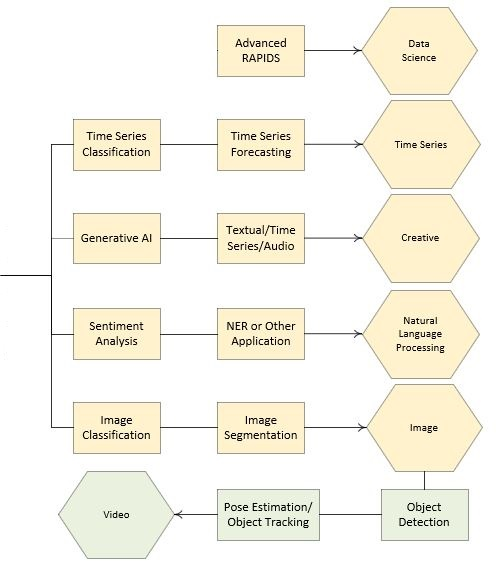 Advanced
RAPIDS
Data
Science
Time Series
Classification
Time Series
Forecasting
Time Series
Generative AI
Textual/Time
Series/Audio
Creative
Sentiment
Analysis
NER or Other
Application
Natural
Language
Processing
Image
Classification
Image
Segmentation
Image
Video
Pose Estimation/
Object Tracking
Object
Detection